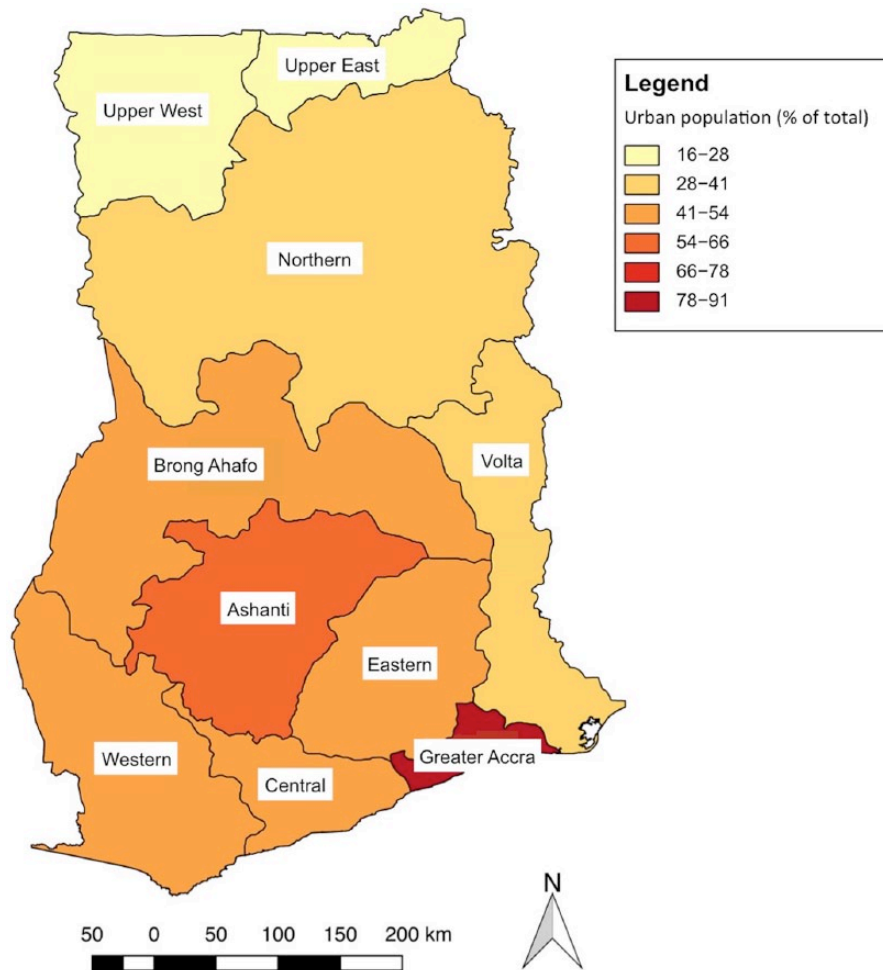 Upper East
Upper West
Legend
Urban population (% of total)
16–28
28–41
41–54
54–66
66–78
78–91
Northern
Brong Ahafo
Volta
Ashanti
Eastern
Western
Greater Accra
Central
N
50 0 50 100 150 200 km